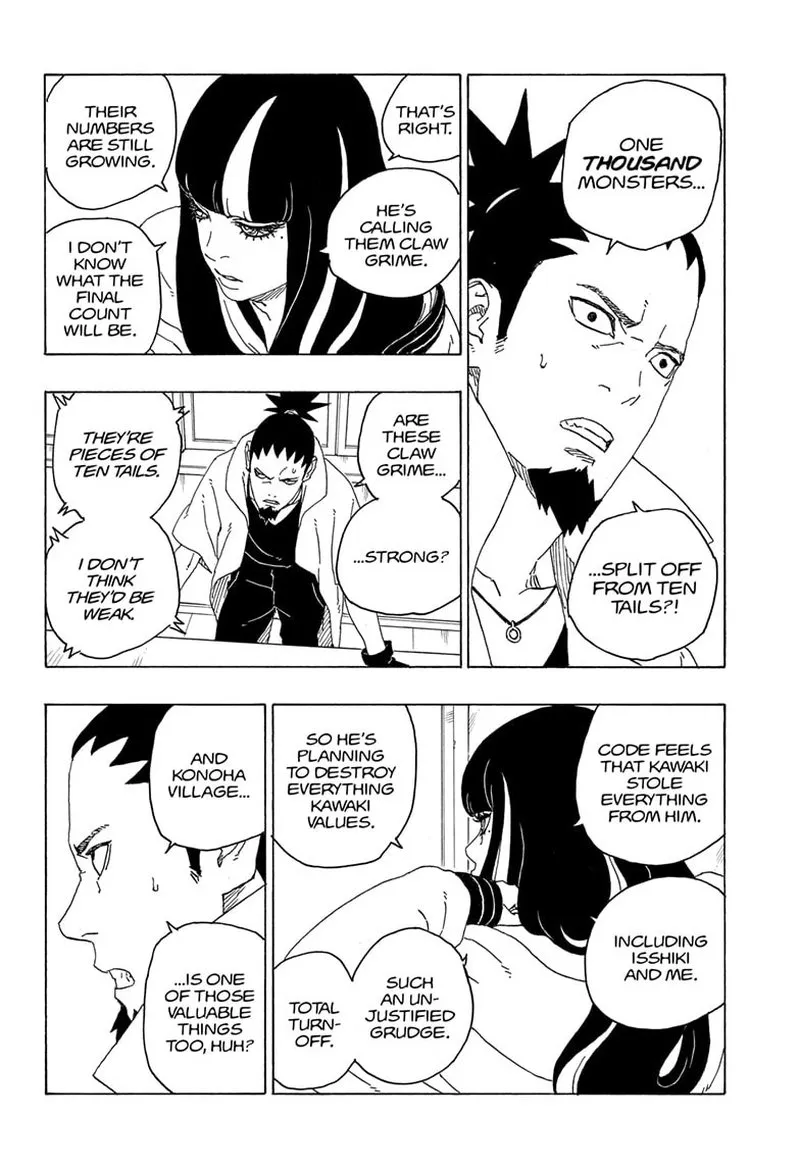 ONE
THOUSAND
MONSTERS...
...SPLIT OFF
FROM TEN
TAILS?!
THAT'S
RIGHT.
HE'S
CALLING
THEM CLAW
GRIME.
THEIR
NUMBERS
ARE STILL
GROWING.
I DON'T
KNOW
WHAT THE
FINAL
COUNT
WILL BE.
ARE
THESE
CLAW
GRIME...
...STRONG?
THEY'RE
PIECES OF
TEN TAILS.
I DON'T
THINK
THEY'D BE
WEAK.
CODE FEELS
THAT KAWAKI
STOLE
EVERYTHING
FROM HIM.
INCLUDING
ISSHIKI
AND ME.
SO HE'S
PLANNING
TO DESTROY
EVERYTHING
KAWAKI
VALUES.
SUCH
AN UN-
JUSTIFIED
GRUDGE.
TOTAL
TURN-
OFF.
AND
KONOHA
VILLAGE...
...IS ONE
OF THOSE
VALUABLE
THINGS
TOO, HUH?